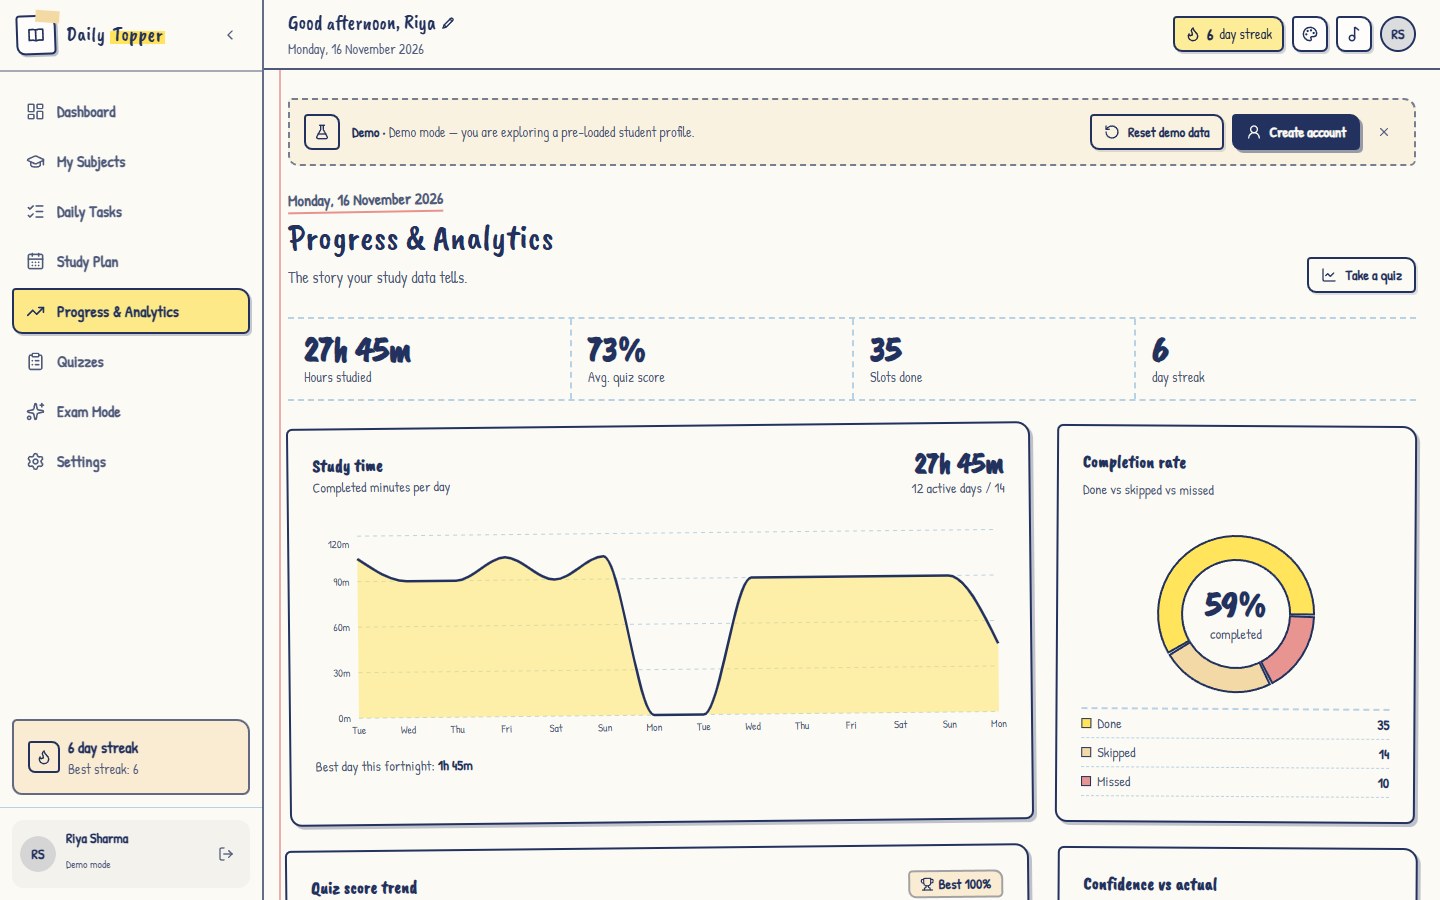 Daily Topper
Good afternoon, Riya
Monday, 16 November 2026
6 day streak
RS
Dashboard
My Subjects
Daily Tasks
Study Plan
Progress & Analytics
Quizzes
Exam Mode
Settings
6 day streak
Best streak: 6
RS
Riya Sharma
Demo mode
Demo · Demo mode — you are exploring a pre-loaded student profile.
Reset demo data
Create account
Monday, 16 November 2026
Progress & Analytics
The story your study data tells.
Take a quiz
27h 45m
Hours studied
73%
Avg. quiz score
35
Slots done
6
day streak
Study time
Completed minutes per day
27h 45m
12 active days / 14
120m
90m
60m
30m
0m
Tue Wed Thu Fri Sat Sun Mon Tue Wed Thu Fri Sat Sun Mon
Best day this fortnight: 1h 45m
Completion rate
Done vs skipped vs missed
59%
completed
Done 35
Skipped 14
Missed 10
Quiz score trend
Best 100%
Confidence vs actual